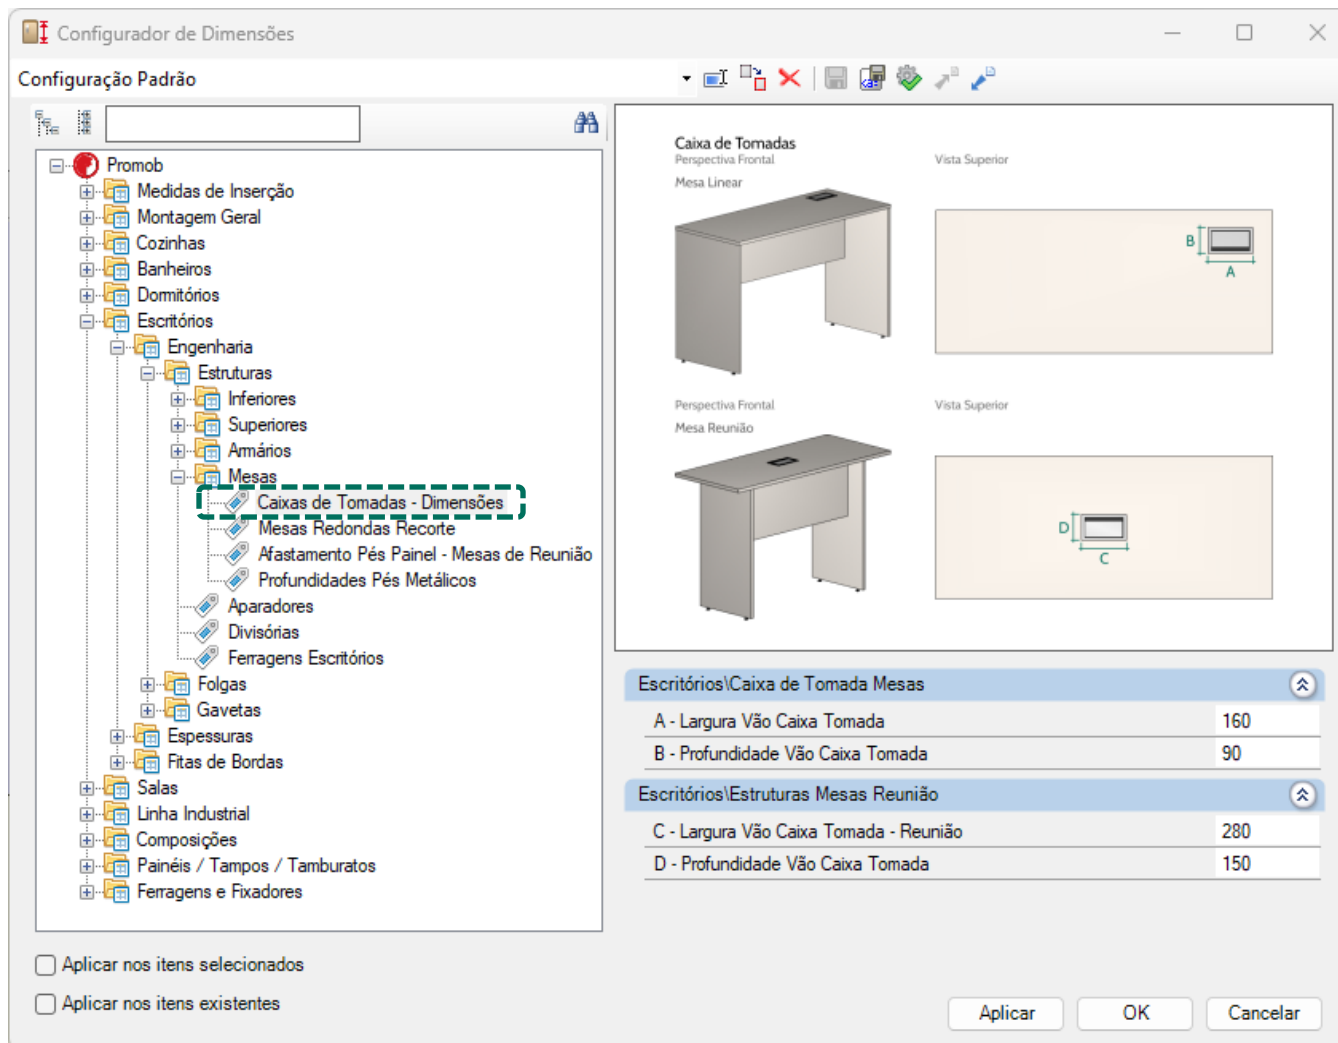 Configurador de Dimensões
Configuração Padrão
Promob
Medidas de Inserção
Montagem Geral
Cozinhas
Banheiros
Dormitórios
Escritórios
Engenharia
Estruturas
Inferiores
Superiores
Armários
Mesas
Caixas de Tomadas - Dimensões
Mesas Redondas Recorte
Afastamento Pés Painel - Mesas de Reunião
Profundidades Pés Metálicos
Aparadores
Divisórias
Ferragens Escritórios
Folgas
Gavetas
Espessuras
Fitas de Bordas
Salas
Linha Industrial
Composições
Painéis / Tampos / Tamburatos
Ferragens e Fixadores
Aplicar nos itens selecionados
Aplicar nos itens existentes
Caixa de Tomadas
Perspectiva Frontal
Vista Superior
Mesa Linear
B
A
Perspectiva Frontal
Vista Superior
Mesa Reunião
D
C
Escritórios\Caixa de Tomada Mesas
A - Largura Vão Caixa Tomada 160
B - Profundidade Vão Caixa Tomada 90
Escritórios\Estruturas Mesas Reunião
C - Largura Vão Caixa Tomada - Reunião 280
D - Profundidade Vão Caixa Tomada 150
Aplicar OK Cancelar